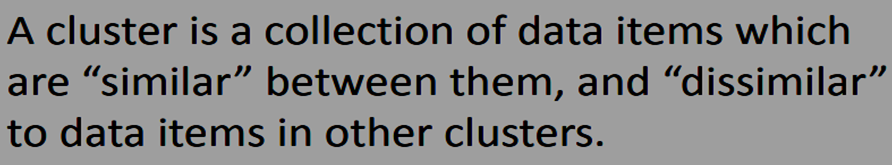 A cluster is a collection of data items which
are “similar” between them, and “dissimilar”
to data items in other clusters.